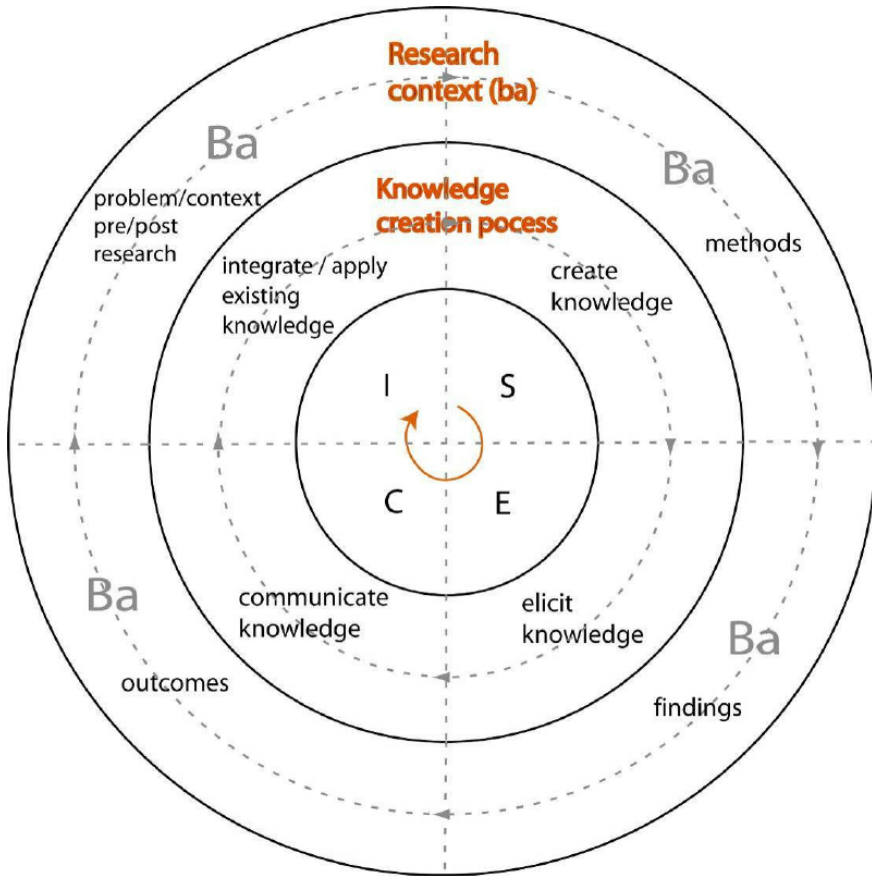 Research
context (ba)
Ba
Ba
problem/context
pre/post
research
methods
Knowledge
creation pocess
integrate / apply
existing
knowledge
create
knowledge
I
S
C
E
communicate
knowledge
elicit
knowledge
Ba
Ba
outcomes
findings